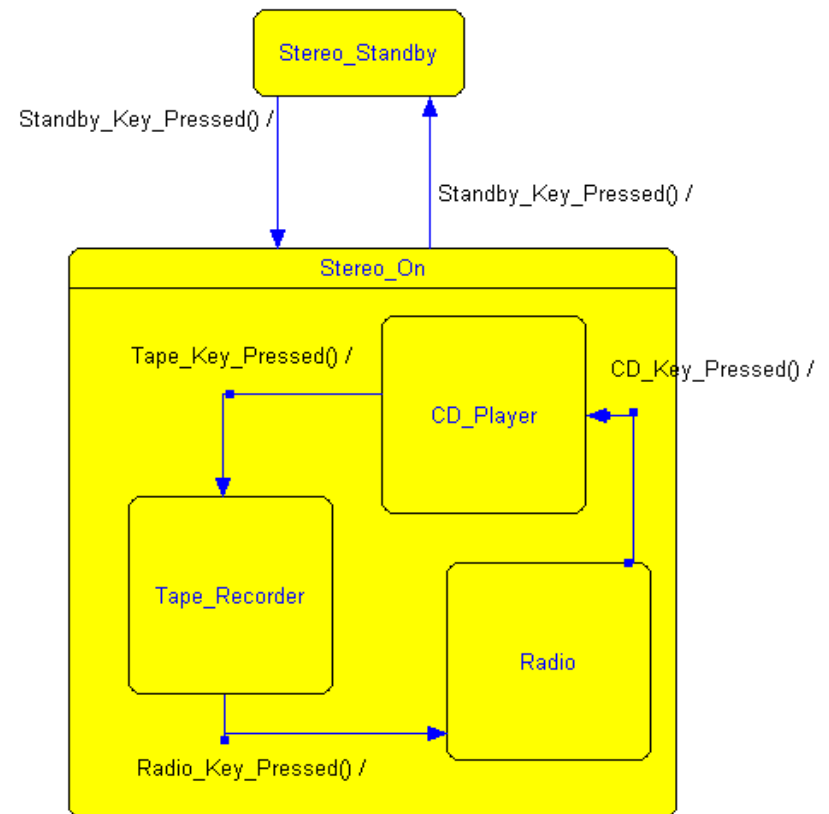 Stereo_Standby
Standby_Key_Pressed() /
Standby_Key_Pressed() /
Stereo_On
Tape_Key_Pressed() /
CD_Key_Pressed() /
CD_Player
Tape_Recorder
Radio
Radio_Key_Pressed() /